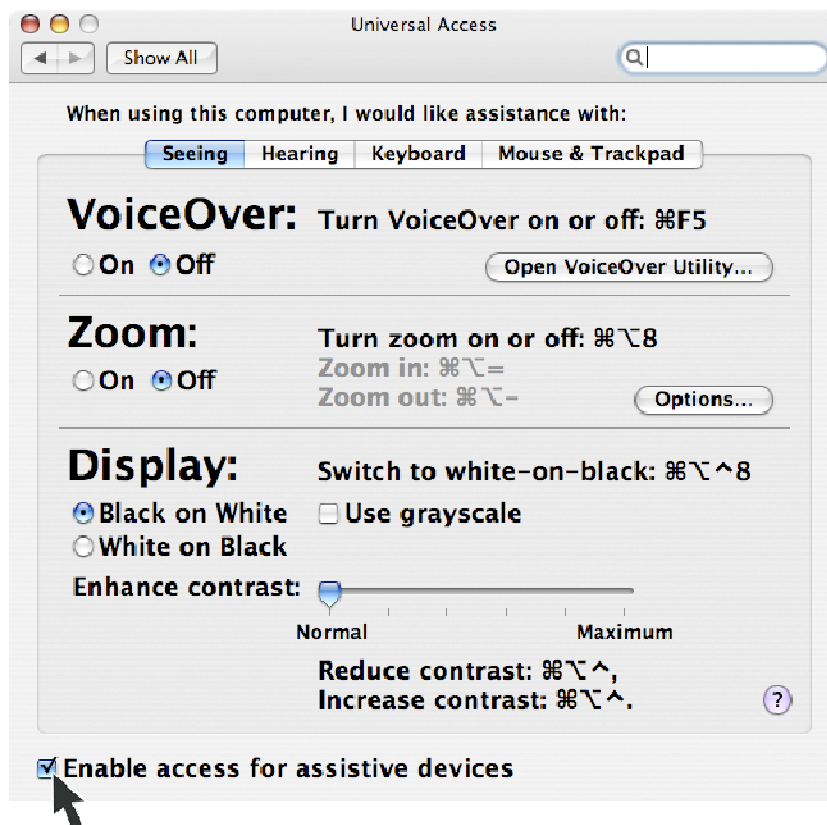 Universal Access
Show All
When using this computer, I would like assistance with:
Seeing Hearing Keyboard Mouse & Trackpad
VoiceOver: Turn VoiceOver on or off: ⌘F5
On Off Open VoiceOver Utility...
Zoom: Turn zoom on or off: ⌘⌥8
Zoom in: ⌘⌥=
On Off
Zoom out: ⌘⌥-
Options...
Display: Switch to white-on-black: ⌘⌥^8
Black on White Use grayscale
White on Black
Enhance contrast:
Normal Maximum
Reduce contrast: ⌘⌥^,
Increase contrast: ⌘⌥^.
?
Enable access for assistive devices